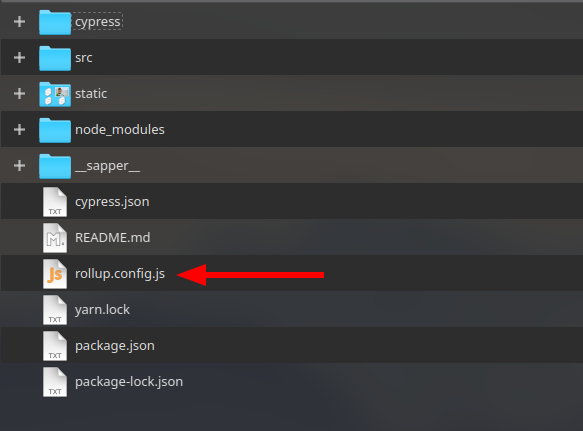 cypress
src
static
node_modules
__sapper__
TXT cypress.json
M. README.md
Js rollup.config.js
TXT yarn.lock
TXT package.json
TXT package-lock.json